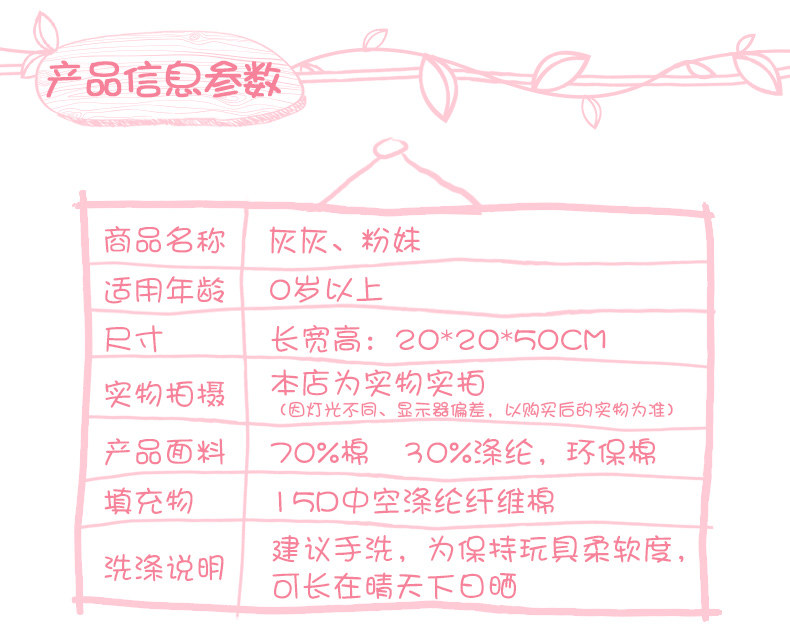 产品信息参数
商品名称 灰灰、粉妹
适用年龄 0岁以上
尺寸 长宽高：20*20*50CM
实物拍摄 本店为实物实拍
（因灯光不同、显示器偏差，以购买后的实物为准）
产品面料 70%棉 30%涤纶，环保棉
填充物 15D中空涤纶纤维棉
洗涤说明 建议手洗，为保持玩具柔软度，
可长在晴天下日晒